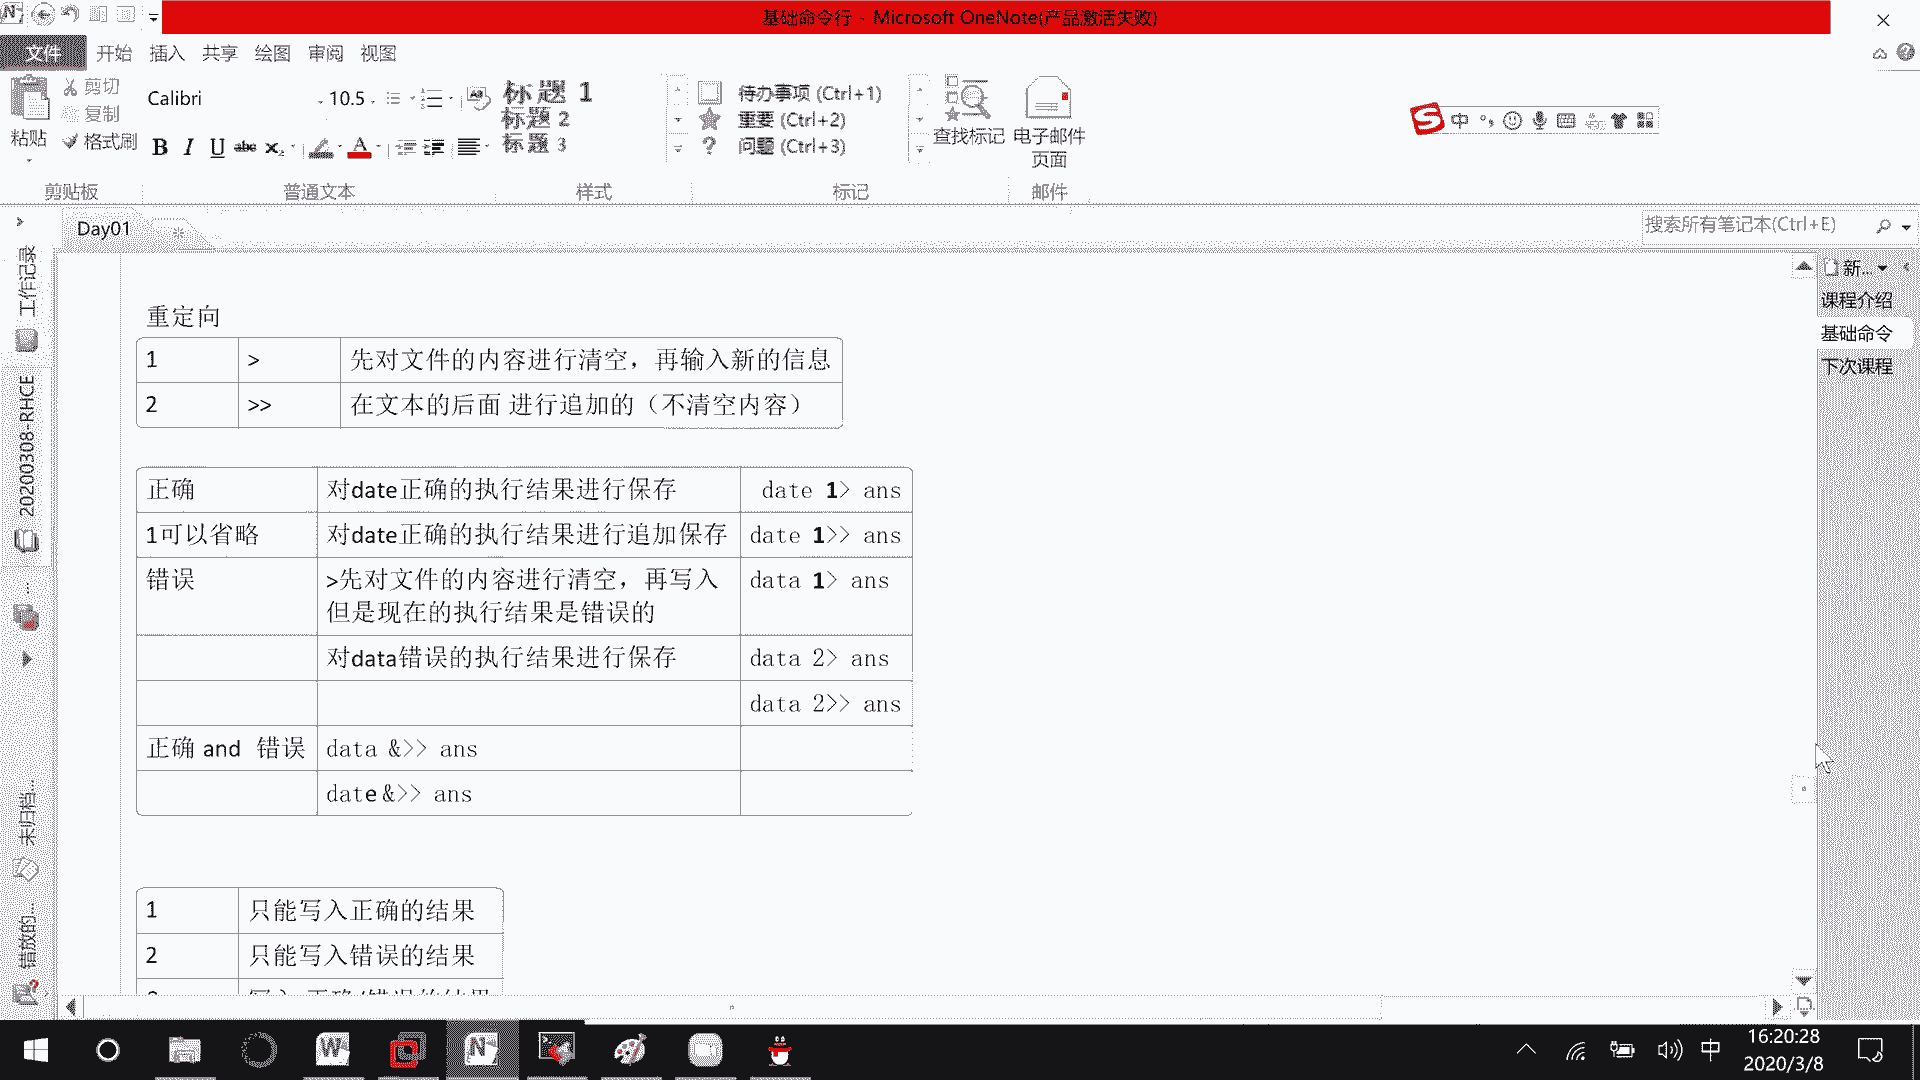 基础命令行 - Microsoft OneNote(产品激活失败)
文件 开始 插入 共享 绘图 审阅 视图
剪切
复制
格式刷
粘贴
Calibri 10.5
B I U abc x₂ A
标题 1
标题 2
标题 3
待办事项 (Ctrl+1)
重要 (Ctrl+2)
问题 (Ctrl+3)
查找标记
电子邮件
页面
中
剪贴板 普通文本 样式 标记 邮件
Day01
搜索所有笔记本(Ctrl+E)
工作记录
20200308-RHCE
...
未归档...
错放的...
新...
课程介绍
基础命令
下次课程
重定向
1 > 先对文件的内容进行清空，再输入新的信息
2 >> 在文本的后面 进行追加的（不清空内容）
正确 对date正确的执行结果进行保存 date 1> ans
1可以省略 对date正确的执行结果进行追加保存 date 1>> ans
错误 >先对文件的内容进行清空，再写入 data 1> ans
但是现在的执行结果是错误的
对data错误的执行结果进行保存 data 2> ans
data 2>> ans
正确 and 错误 data &>> ans
date &>> ans
1 只能写入正确的结果
2 只能写入错误的结果
中
16:20:28
2020/3/8